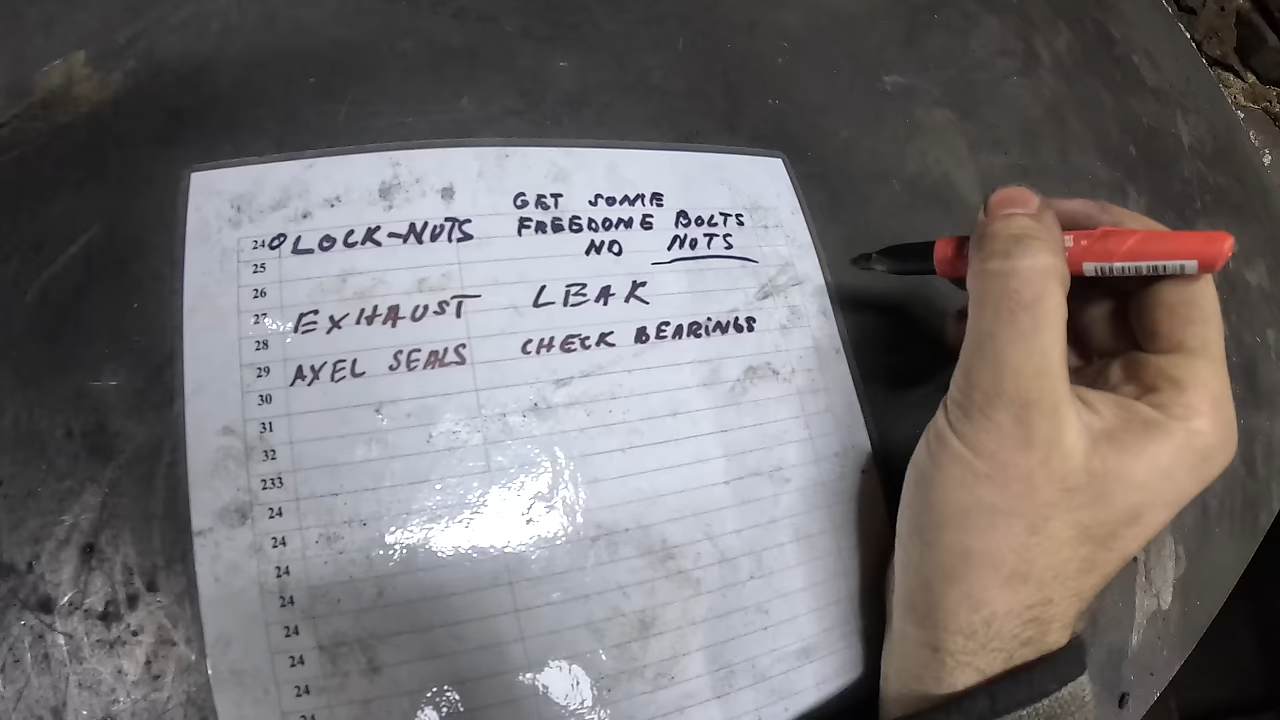 GET SOME
24 LOCK-NUTS FREEDOME BOLTS
25 NO NUTS
26
27 EXHAUST LEAK
28
29 AXEL SEALS CHECK BEARINGS
30
31
32
233
24
24
24
24
24
24
24
24